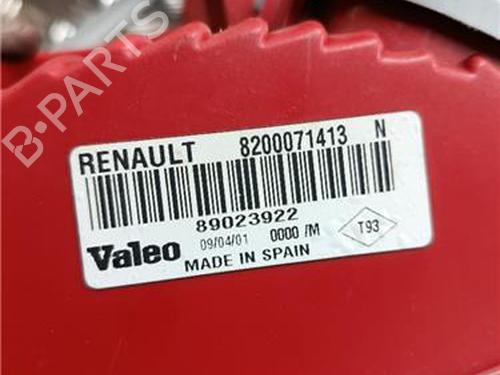 B-PARTS
RENAULT 8200071413 N
89023922
Valeo 09/04/01 0000 /M T93
MADE IN SPAIN